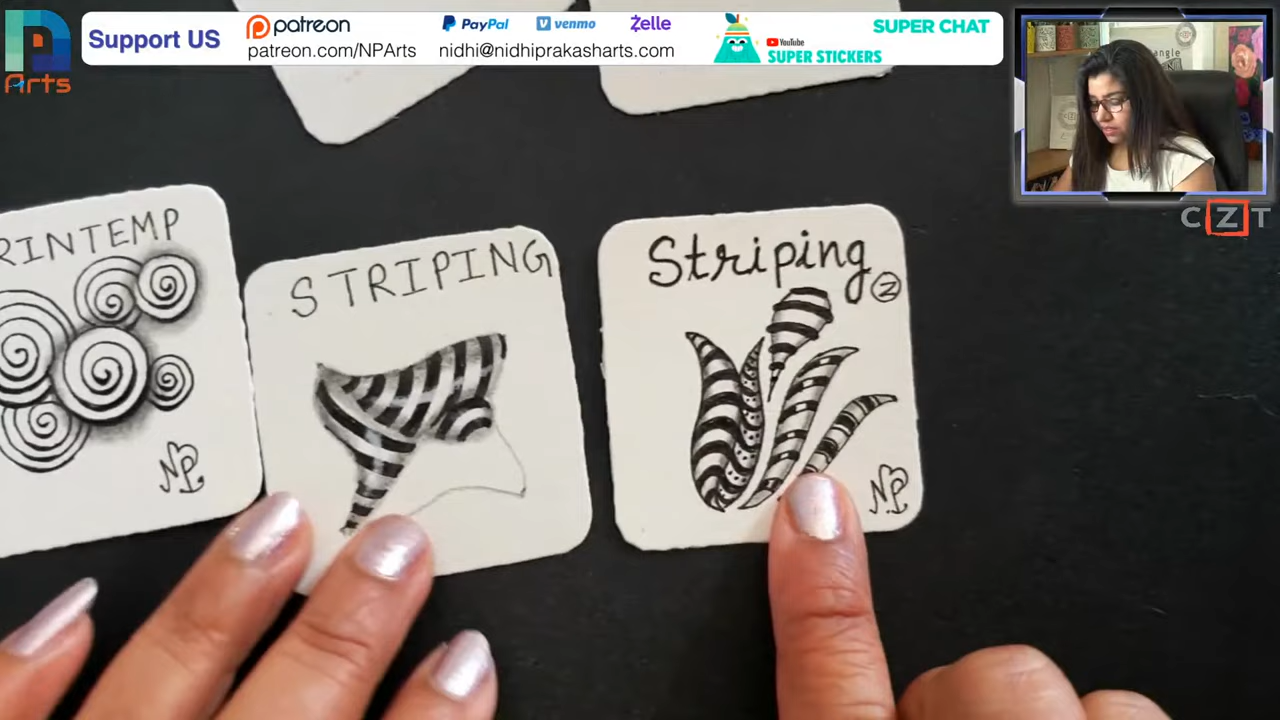 Support US
patreon
patreon.com/NPArts
PayPal
venmo
Zelle
nidhi@nidhiprakasharts.com
YouTube
SUPER STICKERS
SUPER CHAT
Arts
CZT
RINTEMP
NP
STRIPING
Striping
2
NP